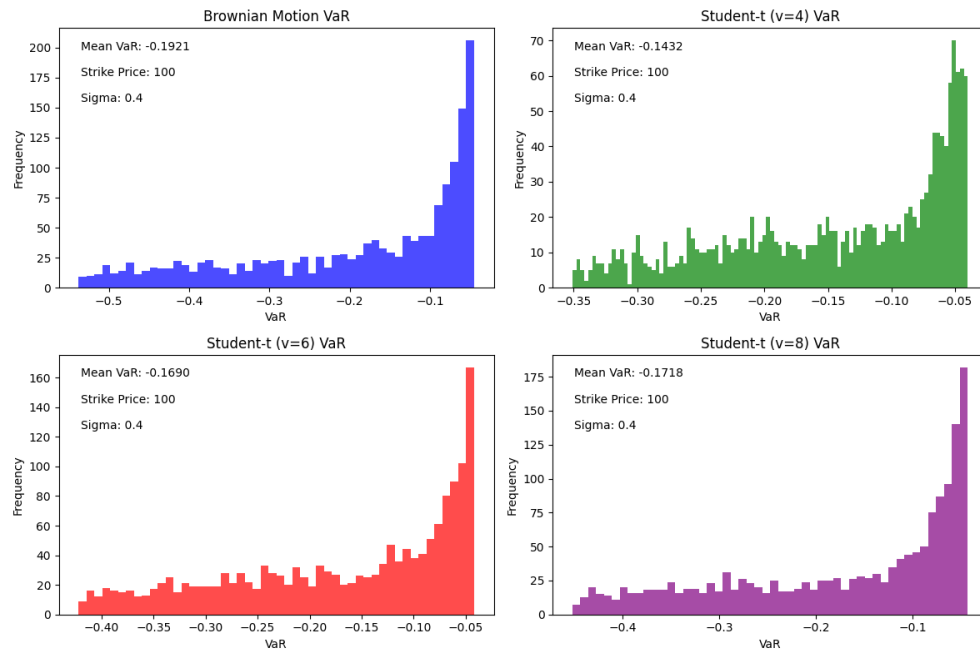 Brownian Motion VaR
Mean VaR: -0.1921
Strike Price: 100
Sigma: 0.4
200
175
150
125
100
75
50
25
0
Frequency
−0.5
−0.4
−0.3
−0.2
−0.1
VaR
Student-t (v=4) VaR
Mean VaR: -0.1432
Strike Price: 100
Sigma: 0.4
70
60
50
40
30
20
10
0
Frequency
−0.35
−0.30
−0.25
−0.20
−0.15
−0.10
−0.05
VaR
Student-t (v=6) VaR
Mean VaR: -0.1690
Strike Price: 100
Sigma: 0.4
160
140
120
100
80
60
40
20
0
Frequency
−0.40
−0.35
−0.30
−0.25
−0.20
−0.15
−0.10
−0.05
VaR
Student-t (v=8) VaR
Mean VaR: -0.1718
Strike Price: 100
Sigma: 0.4
175
150
125
100
75
50
25
0
Frequency
−0.4
−0.3
−0.2
−0.1
VaR